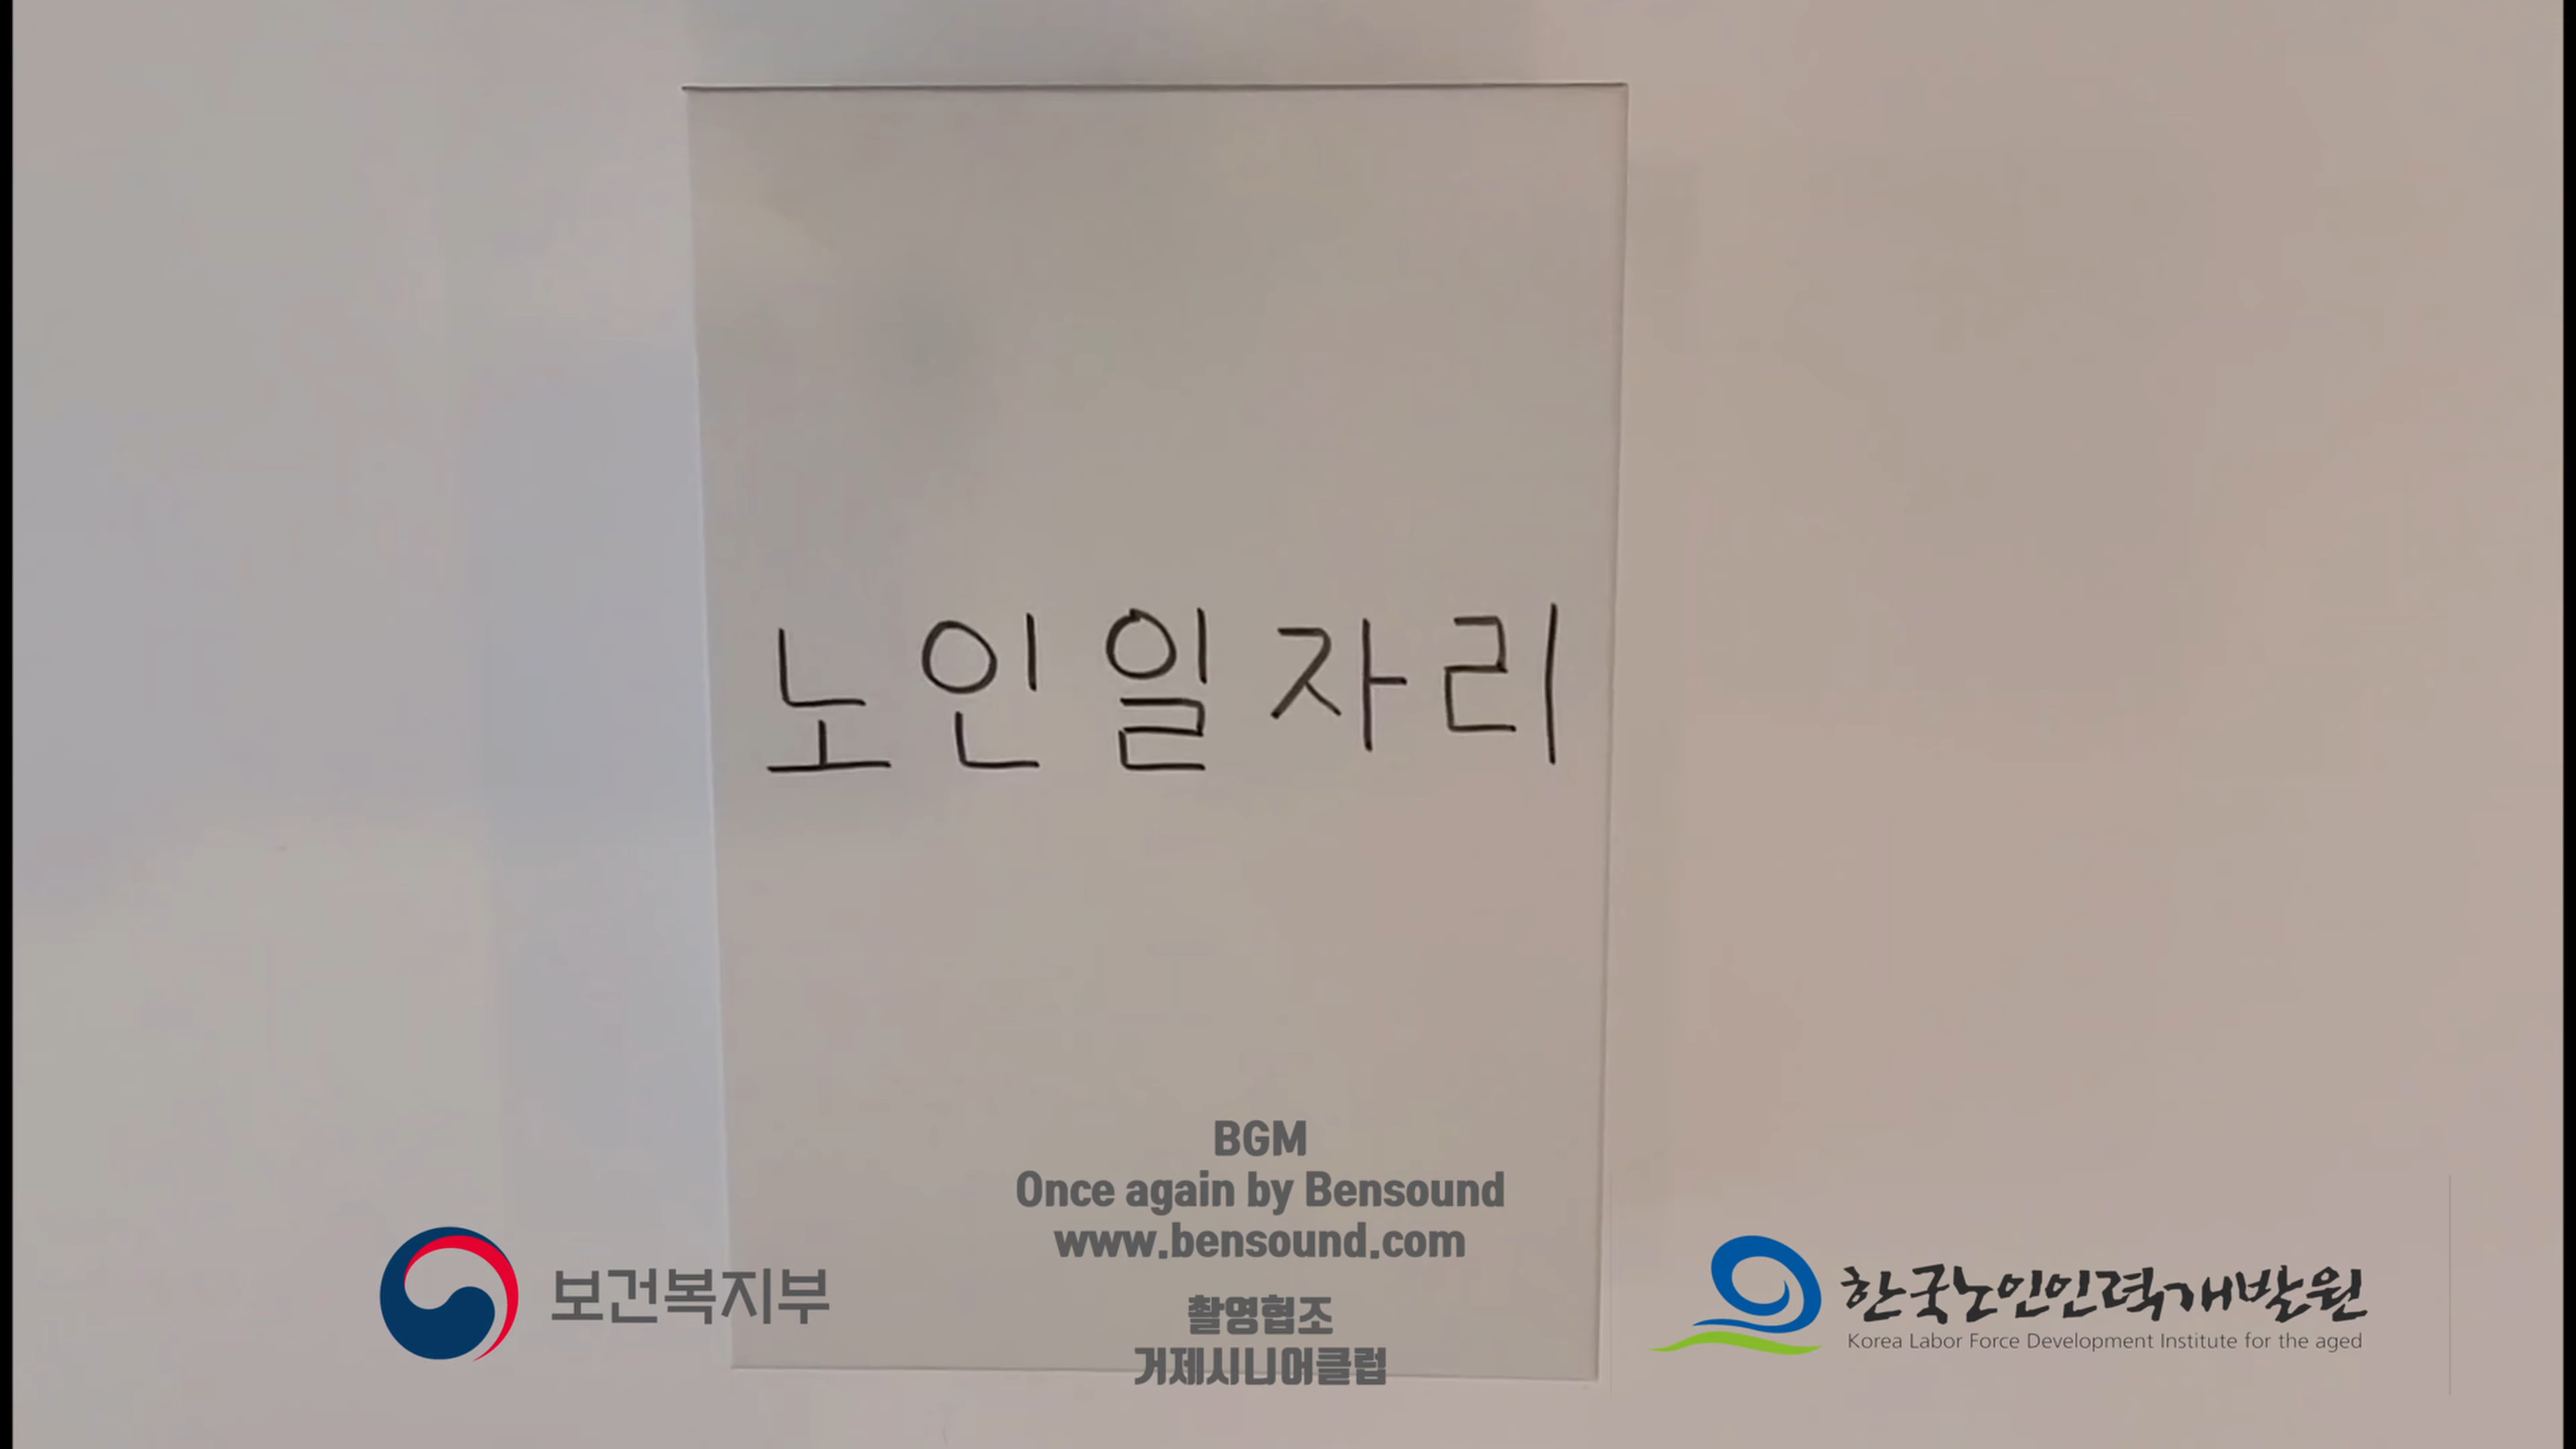 노인일자리
BGM
Once again by Bensound
www.bensound.com
촬영협조
거제시니어클럽
보건복지부
한국노인인력개발원
Korea Labor Force Development Institute for the aged